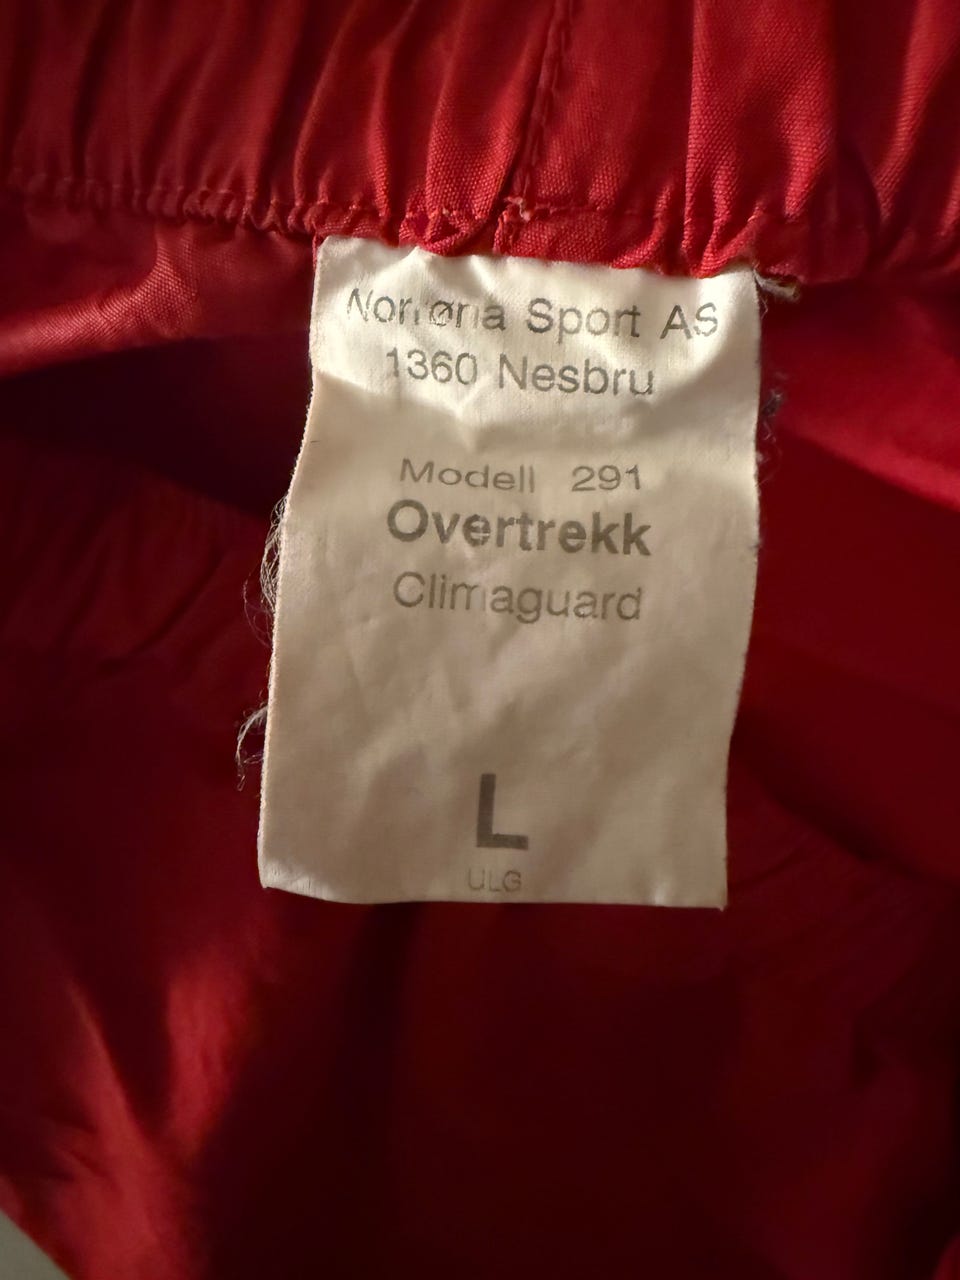 Norrøna Sport AS
1360 Nesbru
Modell 291
Overtrekk
Climaguard
L
ULG